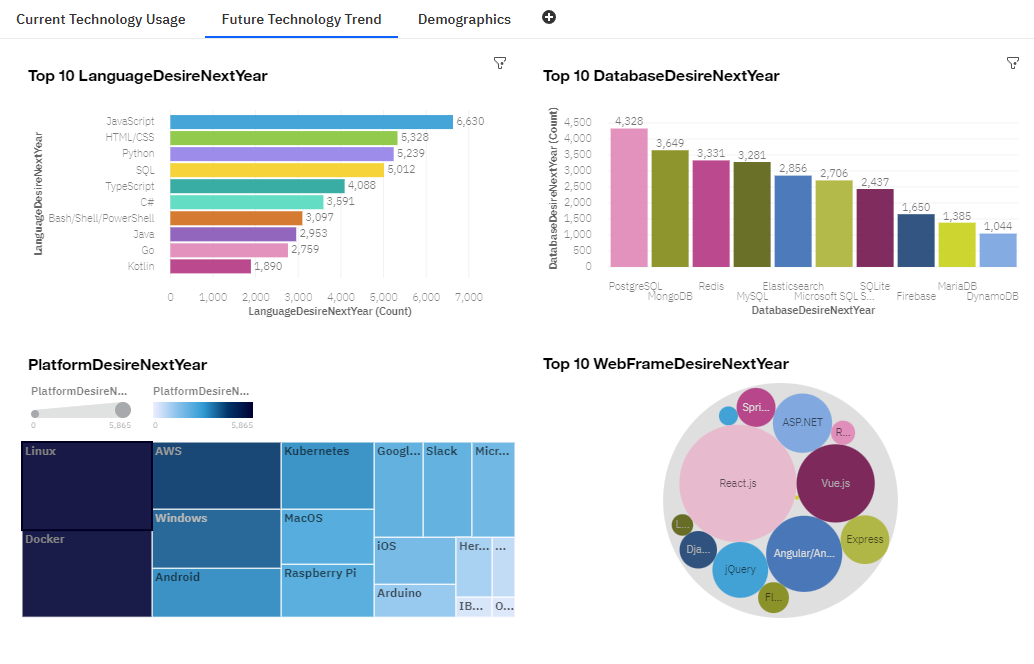 Current Technology Usage
Future Technology Trend
Demographics
Top 10 LanguageDesireNextYear
LanguageDesireNextYear
JavaScript 6,630
HTML/CSS 5,328
Python 5,239
SQL 5,012
TypeScript 4,088
C# 3,591
Bash/Shell/PowerShell 3,097
Java 2,953
Go 2,759
Kotlin 1,890
0 1,000 2,000 3,000 4,000 5,000 6,000 7,000
LanguageDesireNextYear (Count)
Top 10 DatabaseDesireNextYear
DatabaseDesireNextYear (Count)
4,500
4,000
3,500
3,000
2,500
2,000
1,500
1,000
500
0
4,328
3,649
3,331
3,281
2,856
2,706
2,437
1,650
1,385
1,044
PostgreSQL
MongoDB
Redis
MySQL
Elasticsearch
Microsoft SQL S...
SQLite
Firebase
MariaDB
DynamoDB
DatabaseDesireNextYear
PlatformDesireNextYear
PlatformDesireN...
0 5,865
PlatformDesireN...
0 5,865
Linux
Docker
AWS
Windows
Android
Kubernetes
MacOS
Raspberry Pi
Googl...
Slack
Micr...
iOS
Arduino
Her...
...
IB...
O...
Top 10 WebFrameDesireNextYear
Spri...
ASP.NET
R...
React.js
Vue.js
L...
Dja...
jQuery
Angular/An...
Express
Fl...